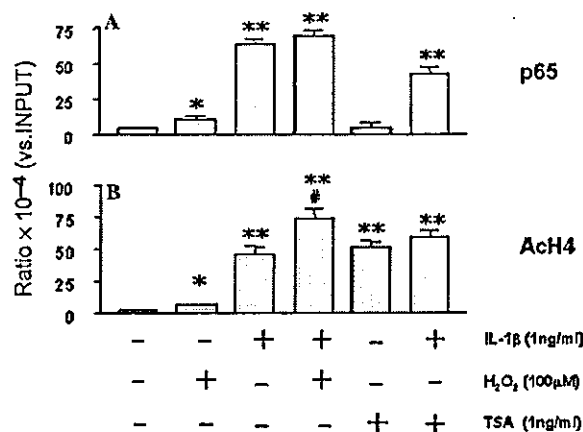 A
75
50
25
0
*
**
**
**
p65
B
100
75
50
25
0
*
**
**
#
**
**
AcH4
Ratio × 10⁻⁴ (vs.INPUT)
− − + + − + IL-1β (1ng/ml)
− + − + − − H₂O₂ (100μM)
− − − − + + TSA (1ng/ml)